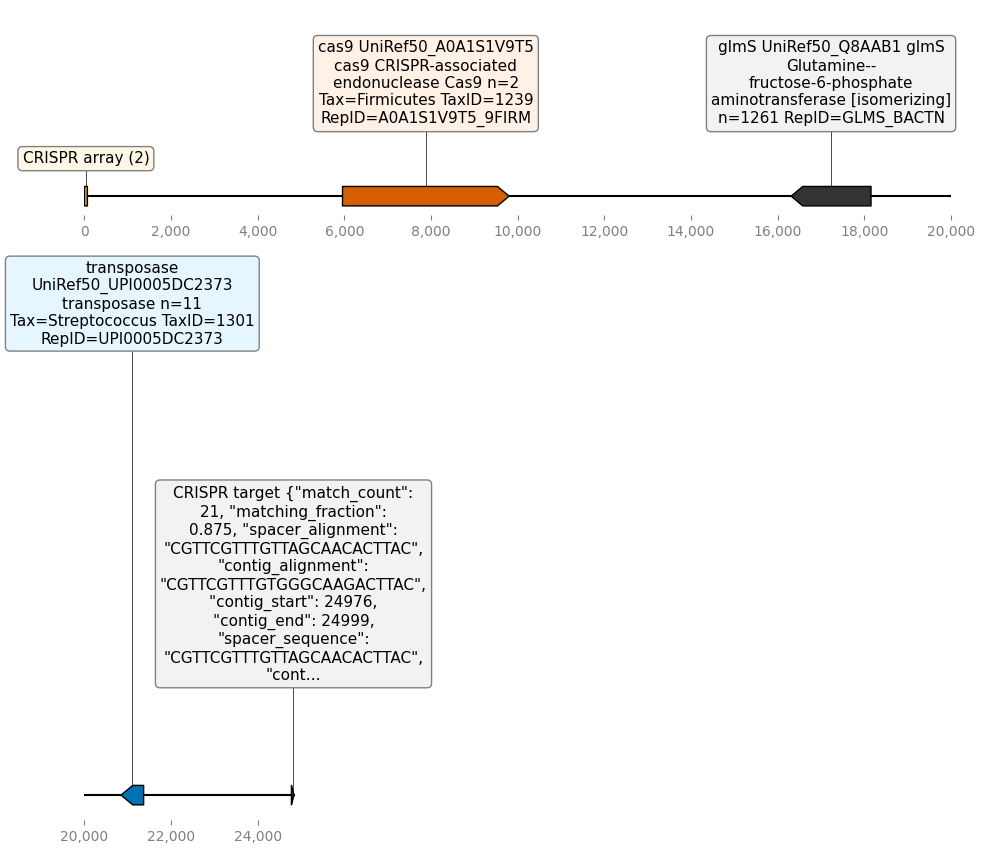 cas9 UniRef50_A0A1S1V9T5
cas9 CRISPR-associated
endonuclease Cas9 n=2
Tax=Firmicutes TaxID=1239
RepID=A0A1S1V9T5_9FIRM
glmS UniRef50_Q8AAB1 glmS
Glutamine--
fructose-6-phosphate
aminotransferase [isomerizing]
n=1261 RepID=GLMS_BACTN
CRISPR array (2)
0
2,000
4,000
6,000
8,000
10,000
12,000
14,000
16,000
18,000
20,000
transposase
UniRef50_UPI0005DC2373
transposase n=11
Tax=Streptococcus TaxID=1301
RepID=UPI0005DC2373
CRISPR target {"match_count":
21, "matching_fraction":
0.875, "spacer_alignment":
"CGTTCGTTTGTTAGCAACACTTAC",
"contig_alignment":
"CGTTCGTTTGTGGGCAAGACTTAC",
"contig_start": 24976,
"contig_end": 24999,
"spacer_sequence":
"CGTTCGTTTGTTAGCAACACTTAC",
"cont...
20,000
22,000
24,000